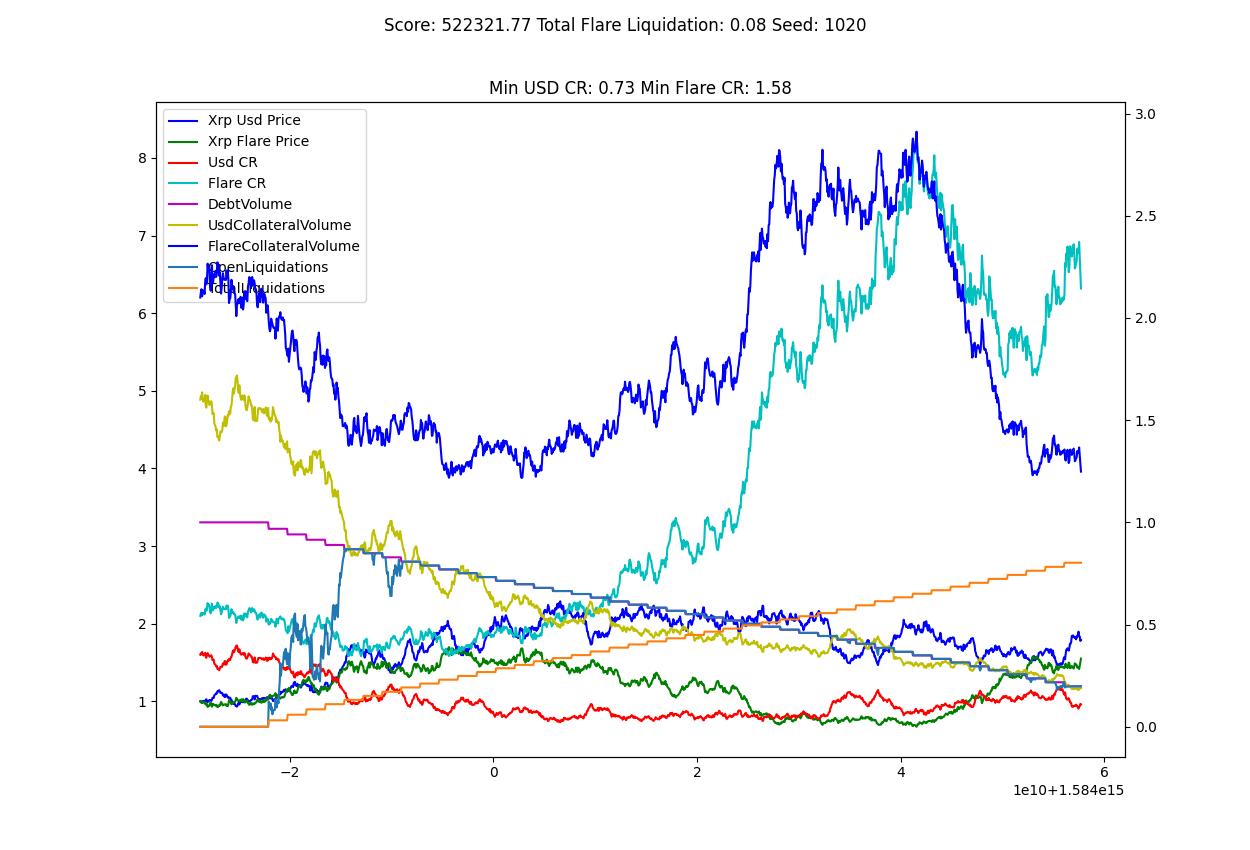 Score: 522321.77 Total Flare Liquidation: 0.08 Seed: 1020
Min USD CR: 0.73 Min Flare CR: 1.58
Xrp Usd Price
Xrp Flare Price
Usd CR
Flare CR
DebtVolume
UsdCollateralVolume
FlareCollateralVolume
OpenLiquidations
TotalLiquidations
8
7
6
5
4
3
2
1
3.0
2.5
2.0
1.5
1.0
0.5
0.0
−2
0
2
4
6
1e10+1.584e15